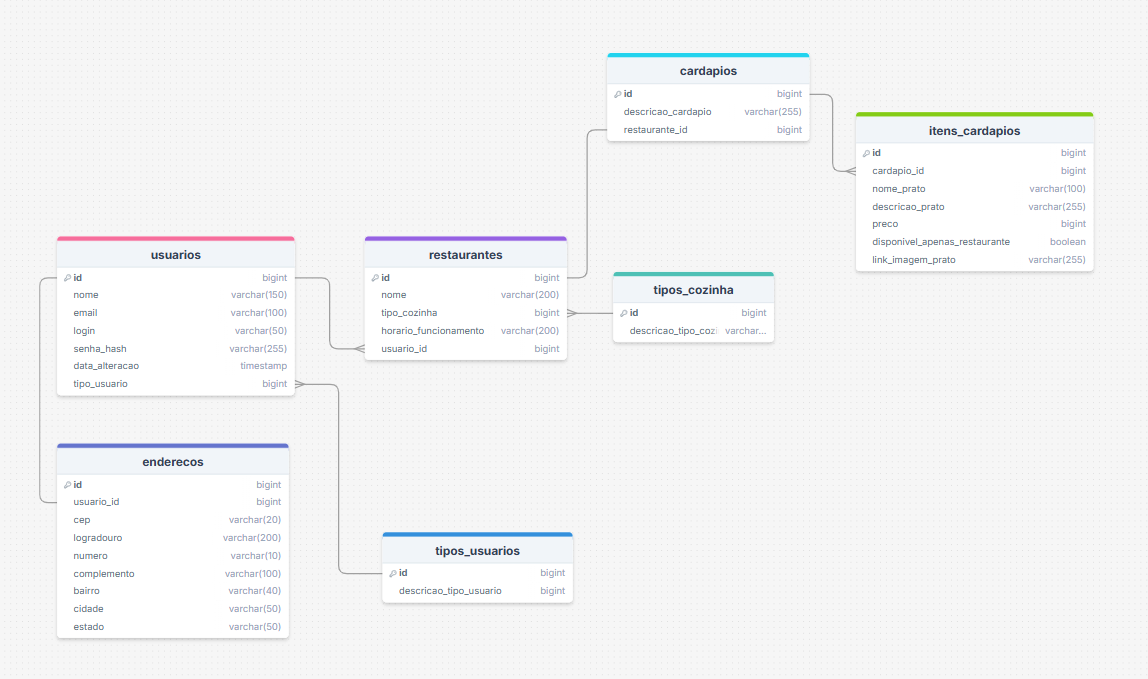 cardapios
id bigint
descricao_cardapio varchar(255)
restaurante_id bigint
itens_cardapios
id bigint
cardapio_id bigint
nome_prato varchar(100)
descricao_prato varchar(255)
preco bigint
disponivel_apenas_restaurante boolean
link_imagem_prato varchar(255)
usuarios
id bigint
nome varchar(150)
email varchar(100)
login varchar(50)
senha_hash varchar(255)
data_alteracao timestamp
tipo_usuario bigint
restaurantes
id bigint
nome varchar(200)
tipo_cozinha bigint
horario_funcionamento varchar(200)
usuario_id bigint
tipos_cozinha
id bigint
descricao_tipo_cozi varchar...
enderecos
id bigint
usuario_id bigint
cep varchar(20)
logradouro varchar(200)
numero varchar(10)
complemento varchar(100)
bairro varchar(40)
cidade varchar(50)
estado varchar(50)
tipos_usuarios
id bigint
descricao_tipo_usuario bigint